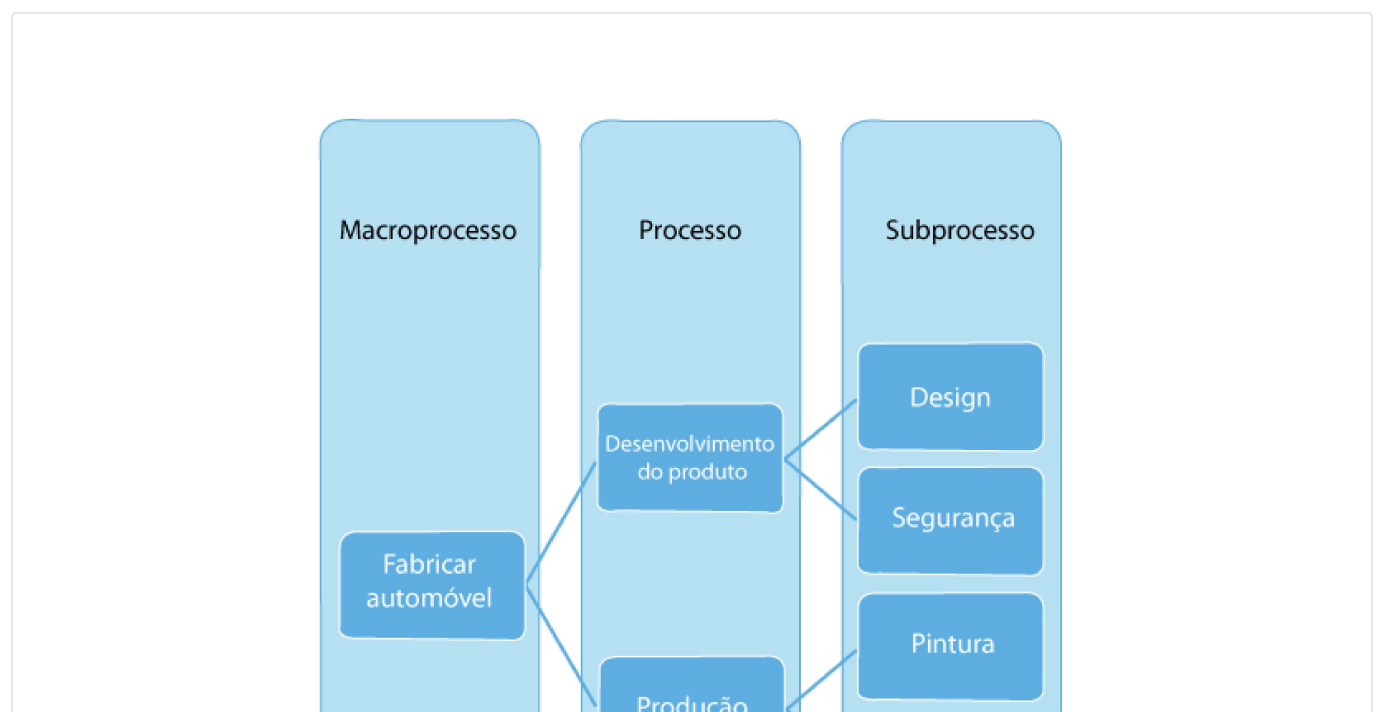 Macroprocesso
Processo
Subprocesso
Design
Desenvolvimento
do produto
Segurança
Fabricar
automóvel
Pintura
Produção